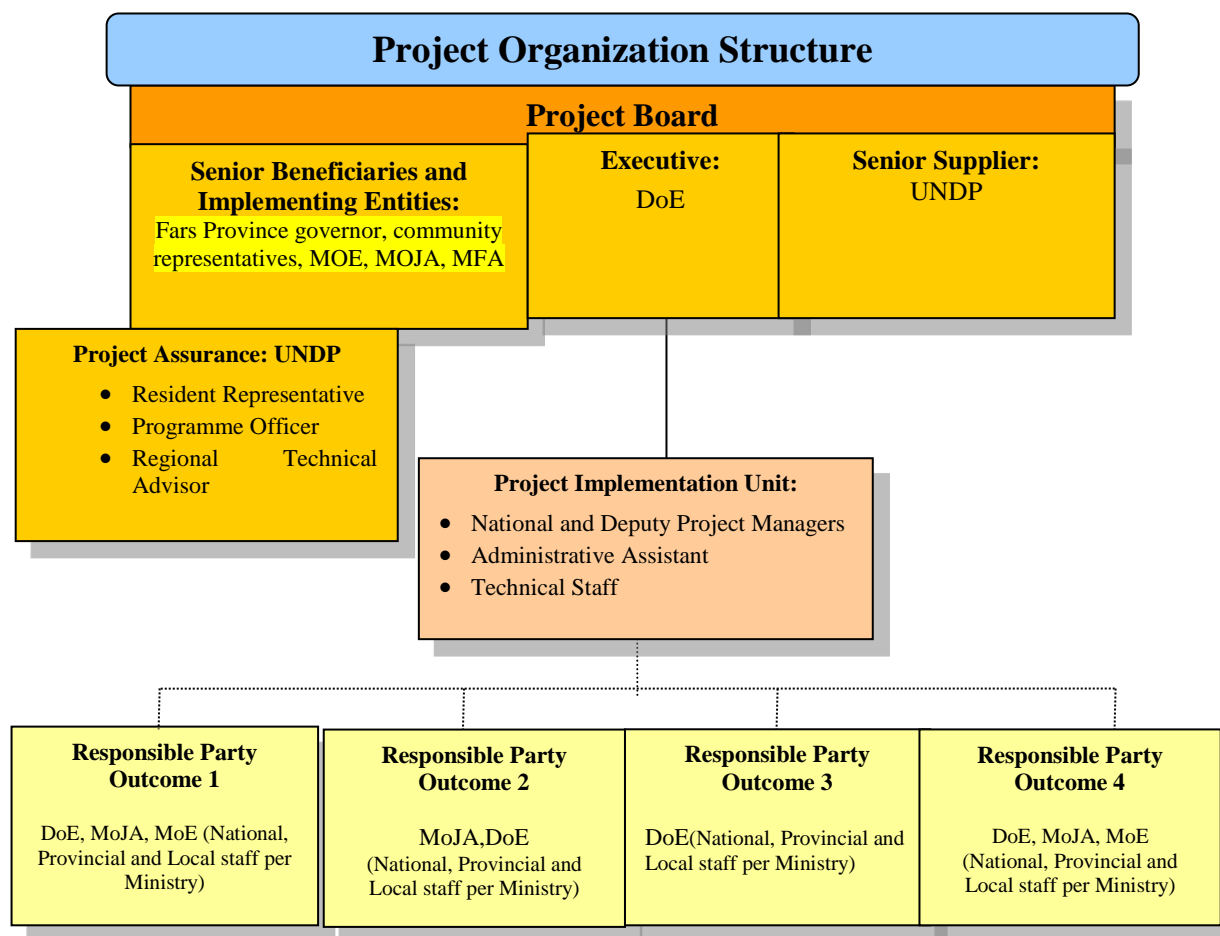 Project Organization Structure
Project Board
Senior Beneficiaries and
Implementing Entities:
Fars Province governor, community
representatives, MOE, MOJA, MFA
Executive:
DoE
Senior Supplier:
UNDP
Project Assurance: UNDP
• Resident Representative
• Programme Officer
• Regional Technical
Advisor
Project Implementation Unit:
• National and Deputy Project Managers
• Administrative Assistant
• Technical Staff
Responsible Party
Outcome 1
DoE, MoJA, MoE (National,
Provincial and Local staff per
Ministry)
Responsible Party
Outcome 2
MoJA,DoE
(National, Provincial and
Local staff per Ministry)
Responsible Party
Outcome 3
DoE(National, Provincial and
Local staff per Ministry)
Responsible Party
Outcome 4
DoE, MoJA, MoE
(National, Provincial and
Local staff per Ministry)